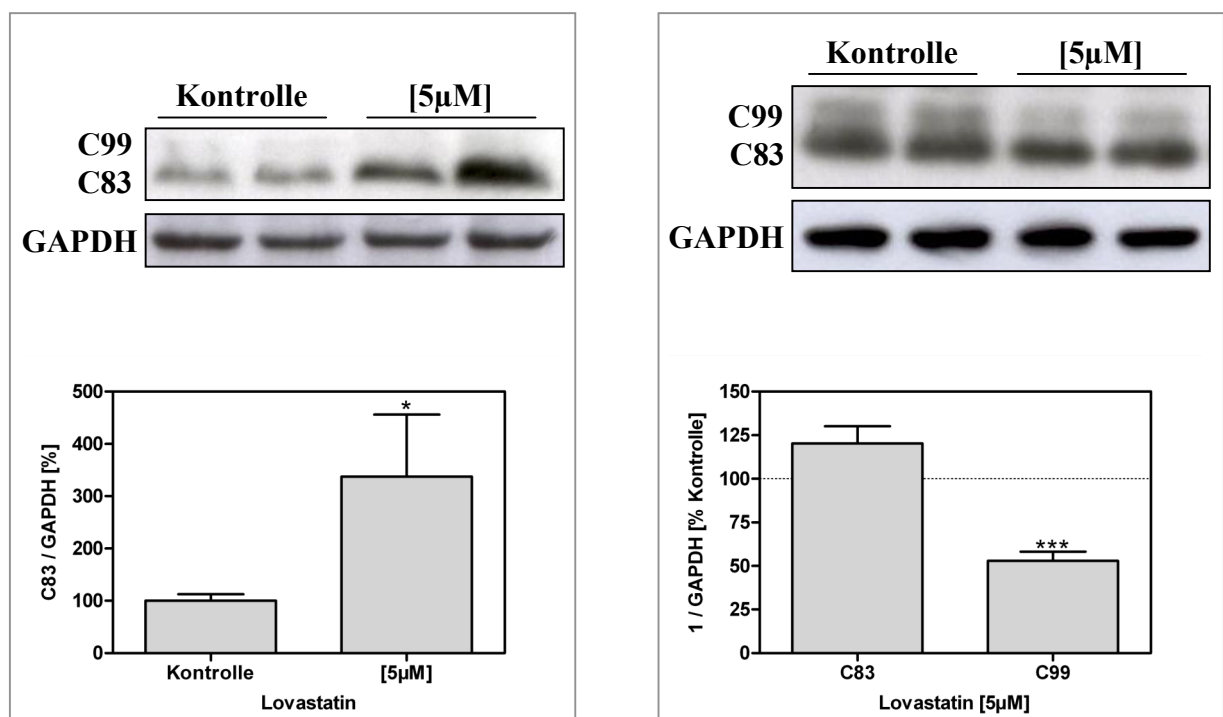 Kontrolle [5µM]
C99
C83
GAPDH
500
400
300
200
100
0
C83 / GAPDH [%]
*
Kontrolle [5µM]
Lovastatin
Kontrolle [5µM]
C99
C83
GAPDH
150
125
100
75
50
25
0
1 / GAPDH [% Kontrolle]
***
C83 C99
Lovastatin [5µM]